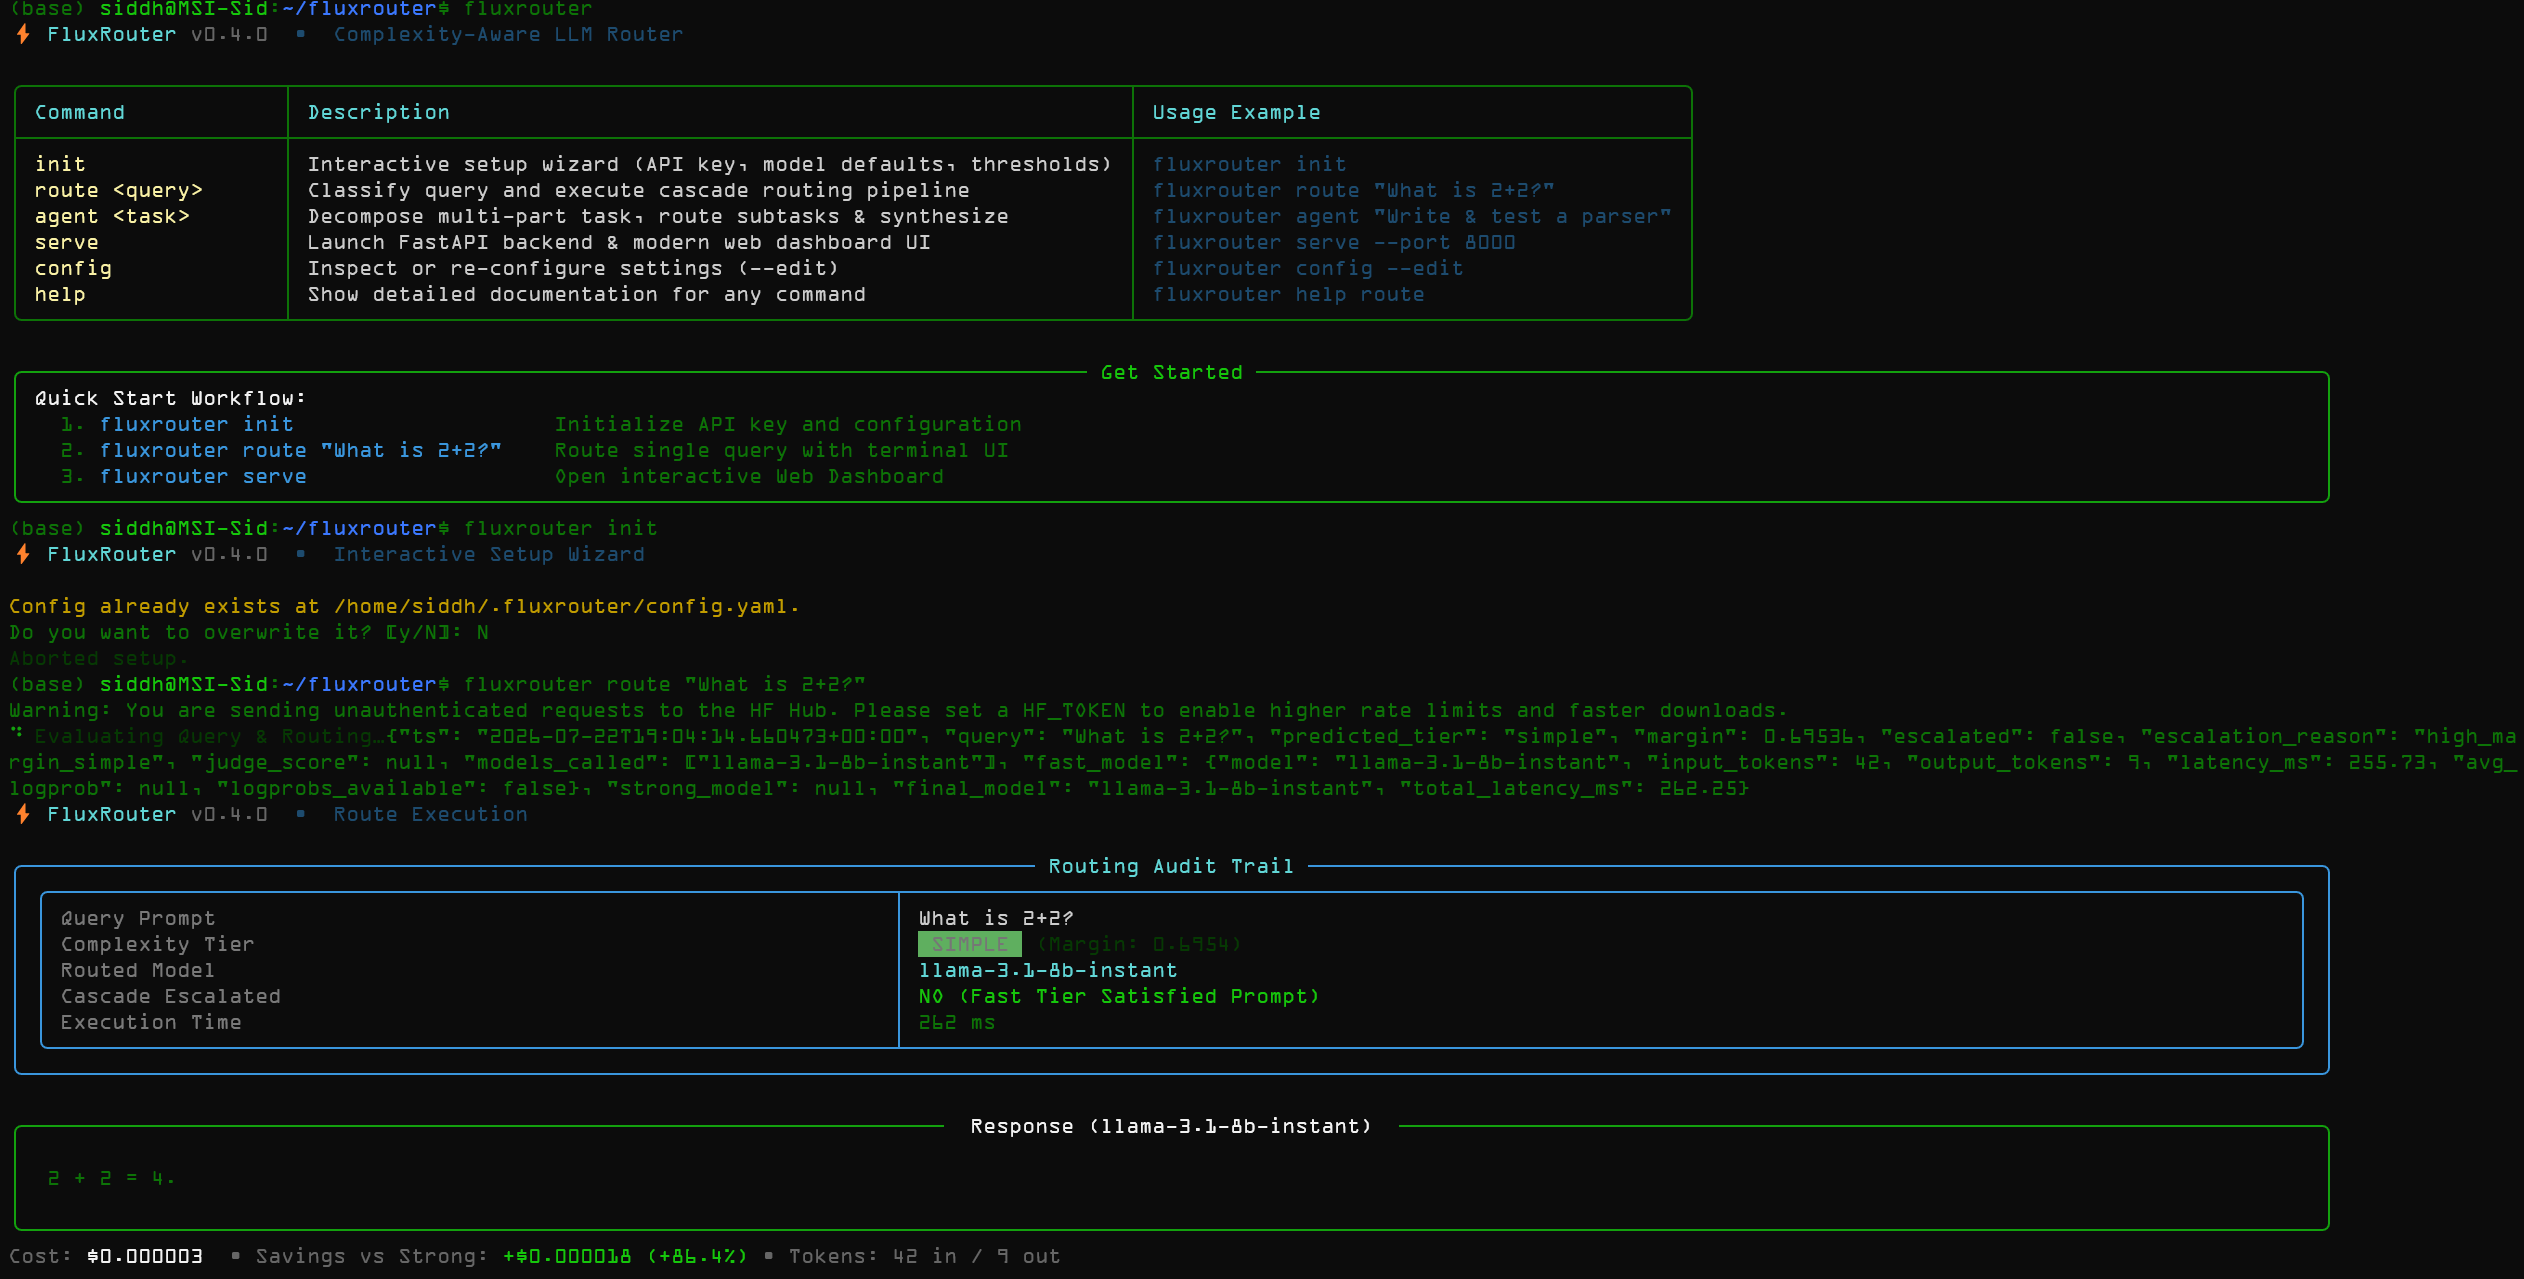 (base) siddh@MSI-Sid:~/fluxrouter$ fluxrouter
⚡ FluxRouter v0.4.0 ▪ Complexity-Aware LLM Router
Command Description Usage Example
init Interactive setup wizard (API key, model defaults, thresholds) fluxrouter init
route <query> Classify query and execute cascade routing pipeline fluxrouter route "What is 2+2?"
agent <task> Decompose multi-part task, route subtasks & synthesize fluxrouter agent "Write & test a parser"
serve Launch FastAPI backend & modern web dashboard UI fluxrouter serve --port 8000
config Inspect or re-configure settings (--edit) fluxrouter config --edit
help Show detailed documentation for any command fluxrouter help route
Get Started
Quick Start Workflow:
1. fluxrouter init Initialize API key and configuration
2. fluxrouter route "What is 2+2?" Route single query with terminal UI
3. fluxrouter serve Open interactive Web Dashboard
(base) siddh@MSI-Sid:~/fluxrouter$ fluxrouter init
⚡ FluxRouter v0.4.0 ▪ Interactive Setup Wizard
Config already exists at /home/siddh/.fluxrouter/config.yaml.
Do you want to overwrite it? [y/N]: N
Aborted setup.
(base) siddh@MSI-Sid:~/fluxrouter$ fluxrouter route "What is 2+2?"
Warning: You are sending unauthenticated requests to the HF Hub. Please set a HF_TOKEN to enable higher rate limits and faster downloads.
⠙ Evaluating Query & Routing…{"ts": "2026-07-22T19:04:14.660473+00:00", "query": "What is 2+2?", "predicted_tier": "simple", "margin": 0.69536, "escalated": false, "escalation_reason": "high_ma
rgin_simple", "judge_score": null, "models_called": ["llama-3.1-8b-instant"], "fast_model": {"model": "llama-3.1-8b-instant", "input_tokens": 42, "output_tokens": 9, "latency_ms": 255.73, "avg_
logprob": null, "logprobs_available": false}, "strong_model": null, "final_model": "llama-3.1-8b-instant", "total_latency_ms": 262.25}
⚡ FluxRouter v0.4.0 ▪ Route Execution
Routing Audit Trail
Query Prompt What is 2+2?
Complexity Tier SIMPLE (Margin: 0.6954)
Routed Model llama-3.1-8b-instant
Cascade Escalated NO (Fast Tier Satisfied Prompt)
Execution Time 262 ms
Response (llama-3.1-8b-instant)
2 + 2 = 4.
Cost: $0.000003 ▪ Savings vs Strong: +$0.000018 (+86.4%) ▪ Tokens: 42 in / 9 out